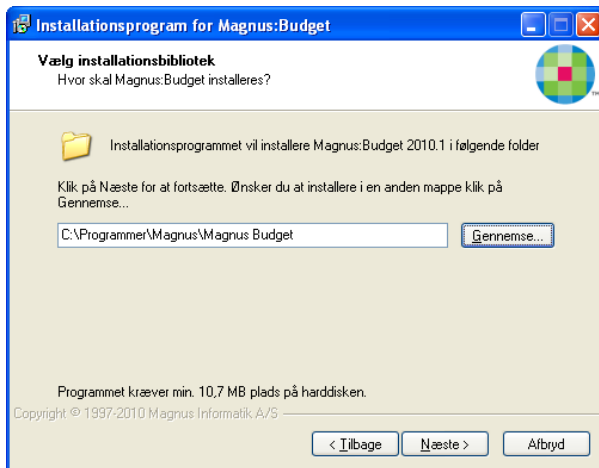 Installationsprogram for Magnus:Budget
Vælg installationsbibliotek
Hvor skal Magnus:Budget installeres?
TM
Installationsprogrammet vil installere Magnus:Budget 2010.1 i følgende folder
Klik på Næste for at fortsætte. Ønsker du at installere i en anden mappe klik på
Gennemse...
C:\Programmer\Magnus\Magnus Budget
Gennemse...
Programmet kræver min. 10,7 MB plads på harddisken.
Copyright © 1997-2010 Magnus Informatik A/S
< Tilbage
Næste >
Afbryd